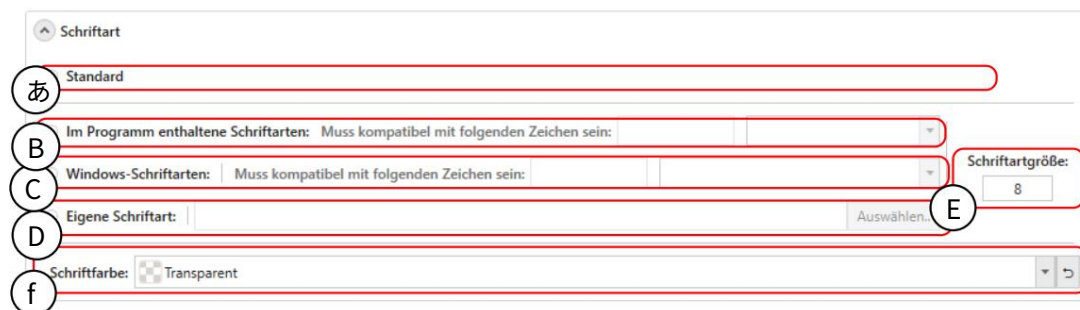 Schriftart
Standard
あ
Im Programm enthaltene Schriftarten: Muss kompatibel mit folgenden Zeichen sein:
B
Schriftartgröße:
Windows-Schriftarten: Muss kompatibel mit folgenden Zeichen sein:
C
8
E
Eigene Schriftart: Auswählen..
D
Schriftfarbe: Transparent
f